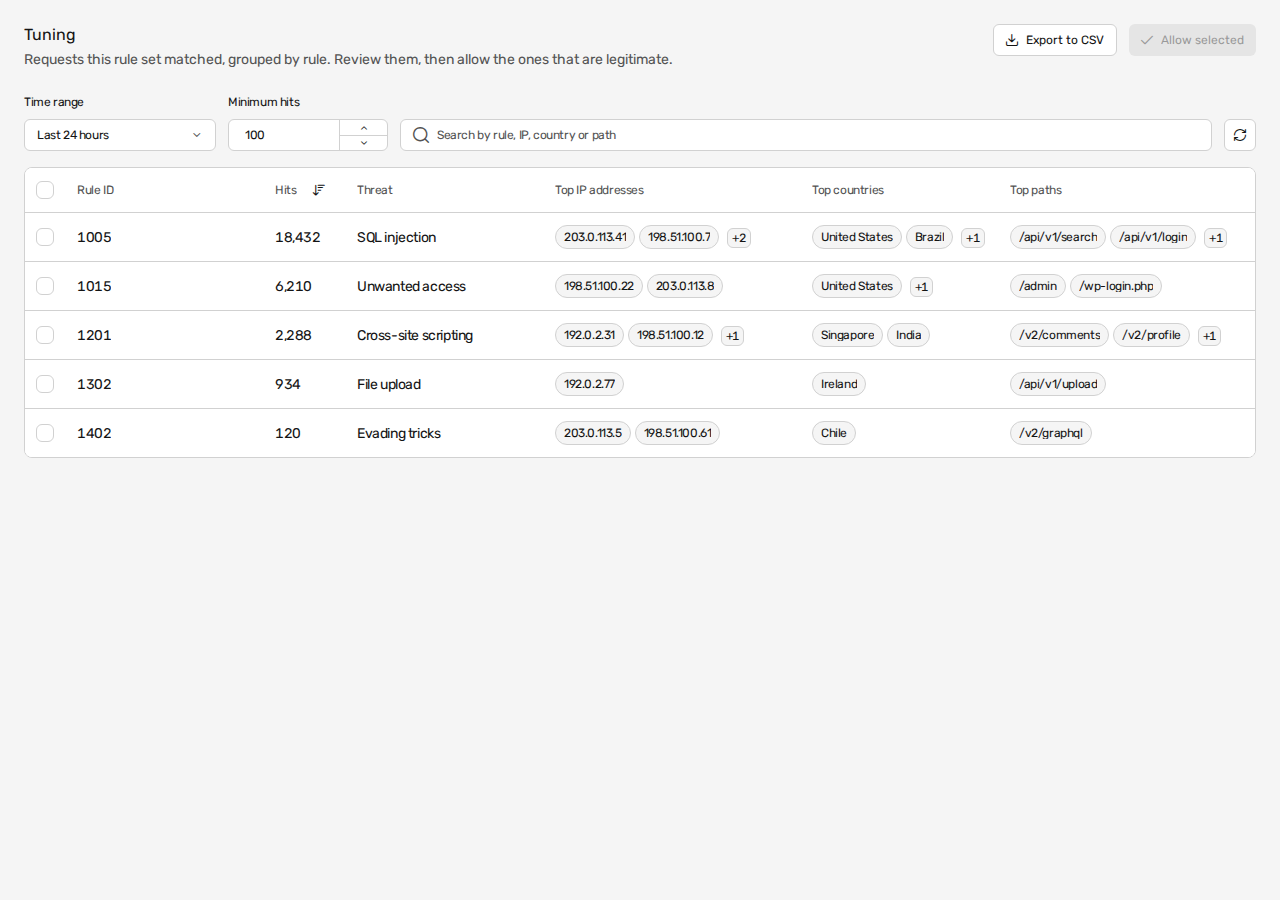 Tuning
Requests this rule set matched, grouped by rule. Review them, then allow the ones that are legitimate.
Export to CSV
Allow selected
Time range
Minimum hits
Last 24 hours
100
Search by rule, IP, country or path
Rule ID Hits Threat Top IP addresses Top countries Top paths
1005 18,432 SQL injection 203.0.113.41 198.51.100.7 +2 United States Brazil +1 /api/v1/search /api/v1/login +1
1015 6,210 Unwanted access 198.51.100.22 203.0.113.8 United States +1 /admin /wp-login.php
1201 2,288 Cross-site scripting 192.0.2.31 198.51.100.12 +1 Singapore India /v2/comments /v2/profile +1
1302 934 File upload 192.0.2.77 Ireland /api/v1/upload
1402 120 Evading tricks 203.0.113.5 198.51.100.61 Chile /v2/graphql